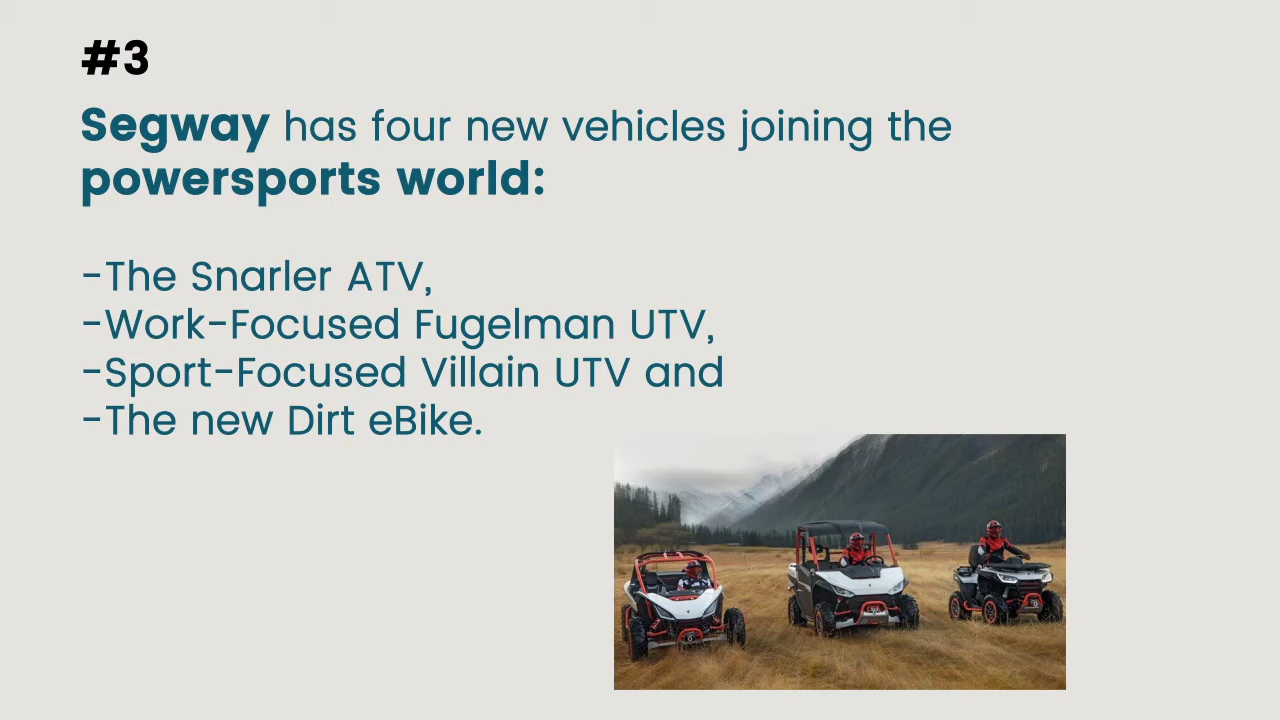 #3
Segway has four new vehicles joining the
powersports world:
-The Snarler ATV,
-Work-Focused Fugelman UTV,
-Sport-Focused Villain UTV and
-The new Dirt eBike.